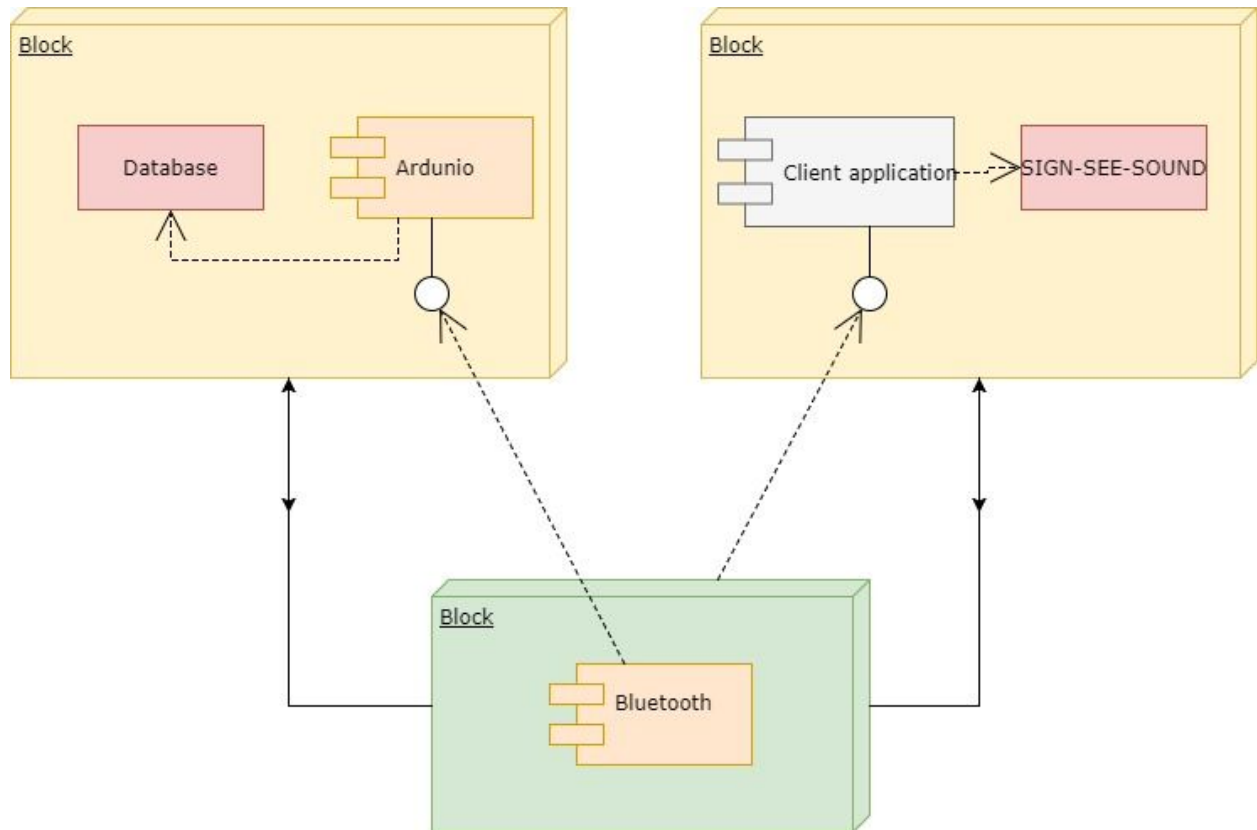 Block
Database
Ardunio
Block
Client application
SIGN-SEE-SOUND
Block
Bluetooth